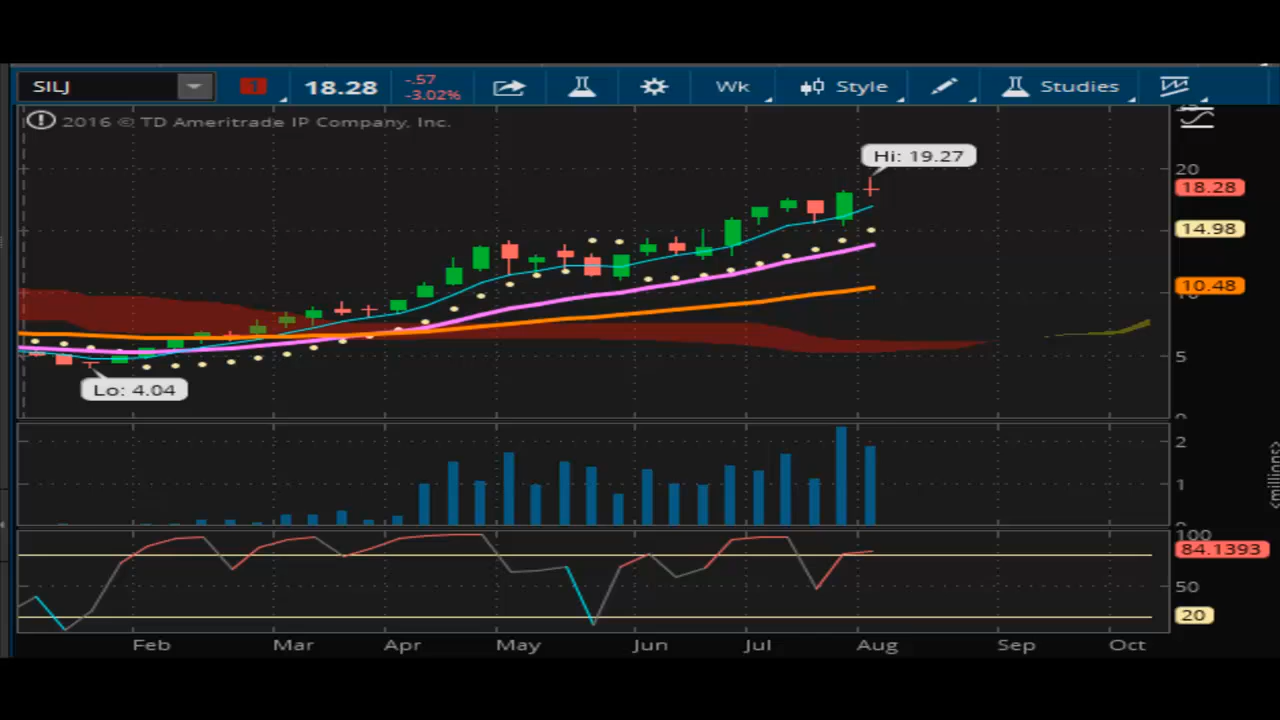 SILJ 1 18.28 -.57 -3.02% Wk Style Studies
2016 © TD Ameritrade IP Company, Inc.
Hi: 19.27
20
18.28
14.98
10.48
5
Lo: 4.04
2
1
<millions>
100
84.1393
50
20
Feb Mar Apr May Jun Jul Aug Sep Oct